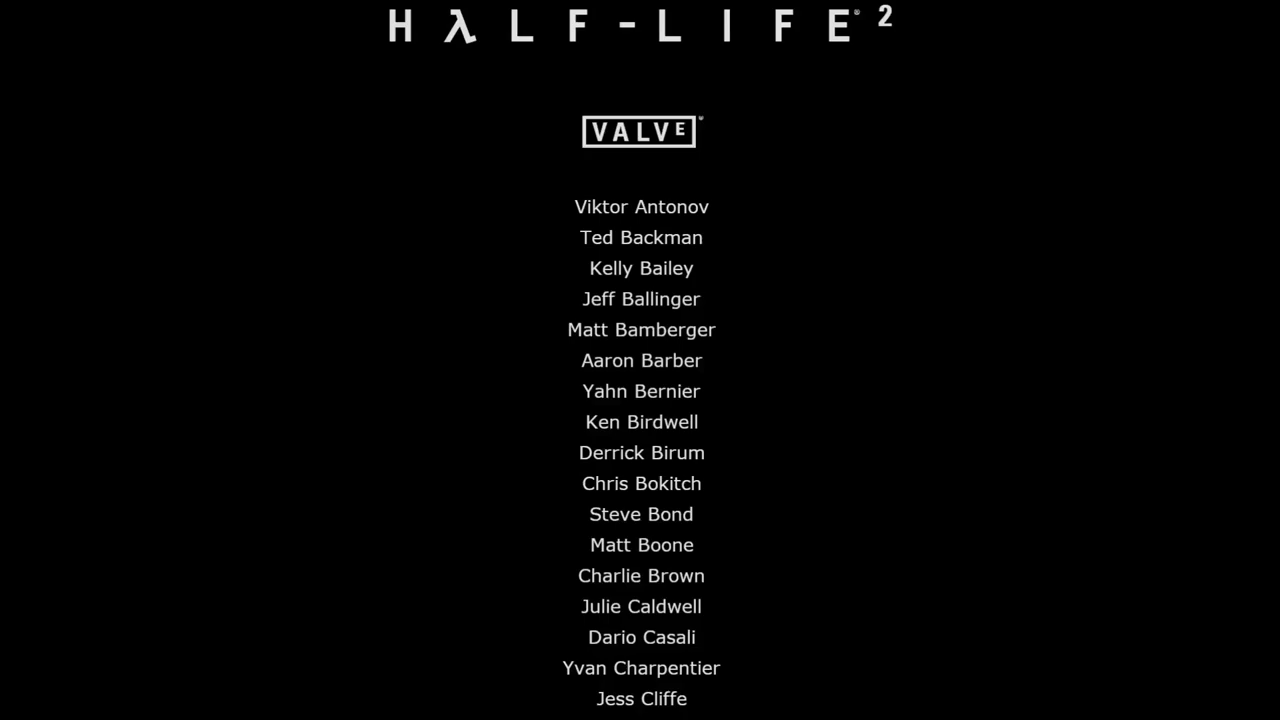 HλLF-LIFE® 2
VALVE®
Viktor Antonov
Ted Backman
Kelly Bailey
Jeff Ballinger
Matt Bamberger
Aaron Barber
Yahn Bernier
Ken Birdwell
Derrick Birum
Chris Bokitch
Steve Bond
Matt Boone
Charlie Brown
Julie Caldwell
Dario Casali
Yvan Charpentier
Jess Cliffe